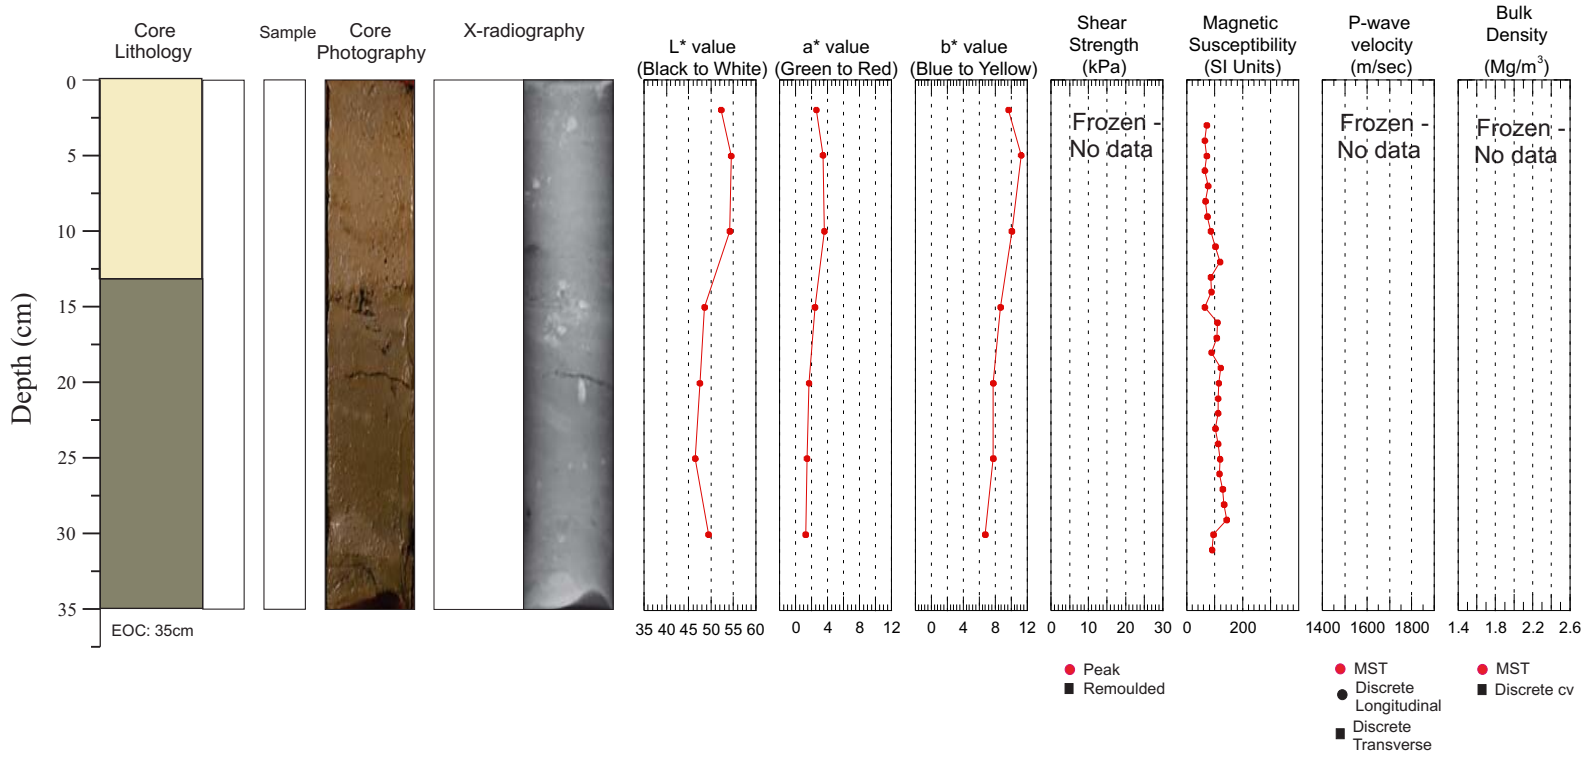 Core
Lithology
Sample
Core
Photography
X-radiography
L* value
(Black to White)
a* value
(Green to Red)
b* value
(Blue to Yellow)
Shear
Strength
(kPa)
Magnetic
Susceptibility
(SI Units)
P-wave
velocity
(m/sec)
Bulk
Density
(Mg/m³)
Depth (cm)
0
5
10
15
20
25
30
35
EOC: 35cm
Frozen -
No data
Frozen -
No data
Frozen -
No data
35 40 45 50 55 60
0 4 8 12
0 4 8 12
0 10 20 30
0 200
1400 1600 1800
1.4 1.8 2.2 2.6
Peak
Remoulded
MST
Discrete
Longitudinal
Discrete
Transverse
MST
Discrete cv